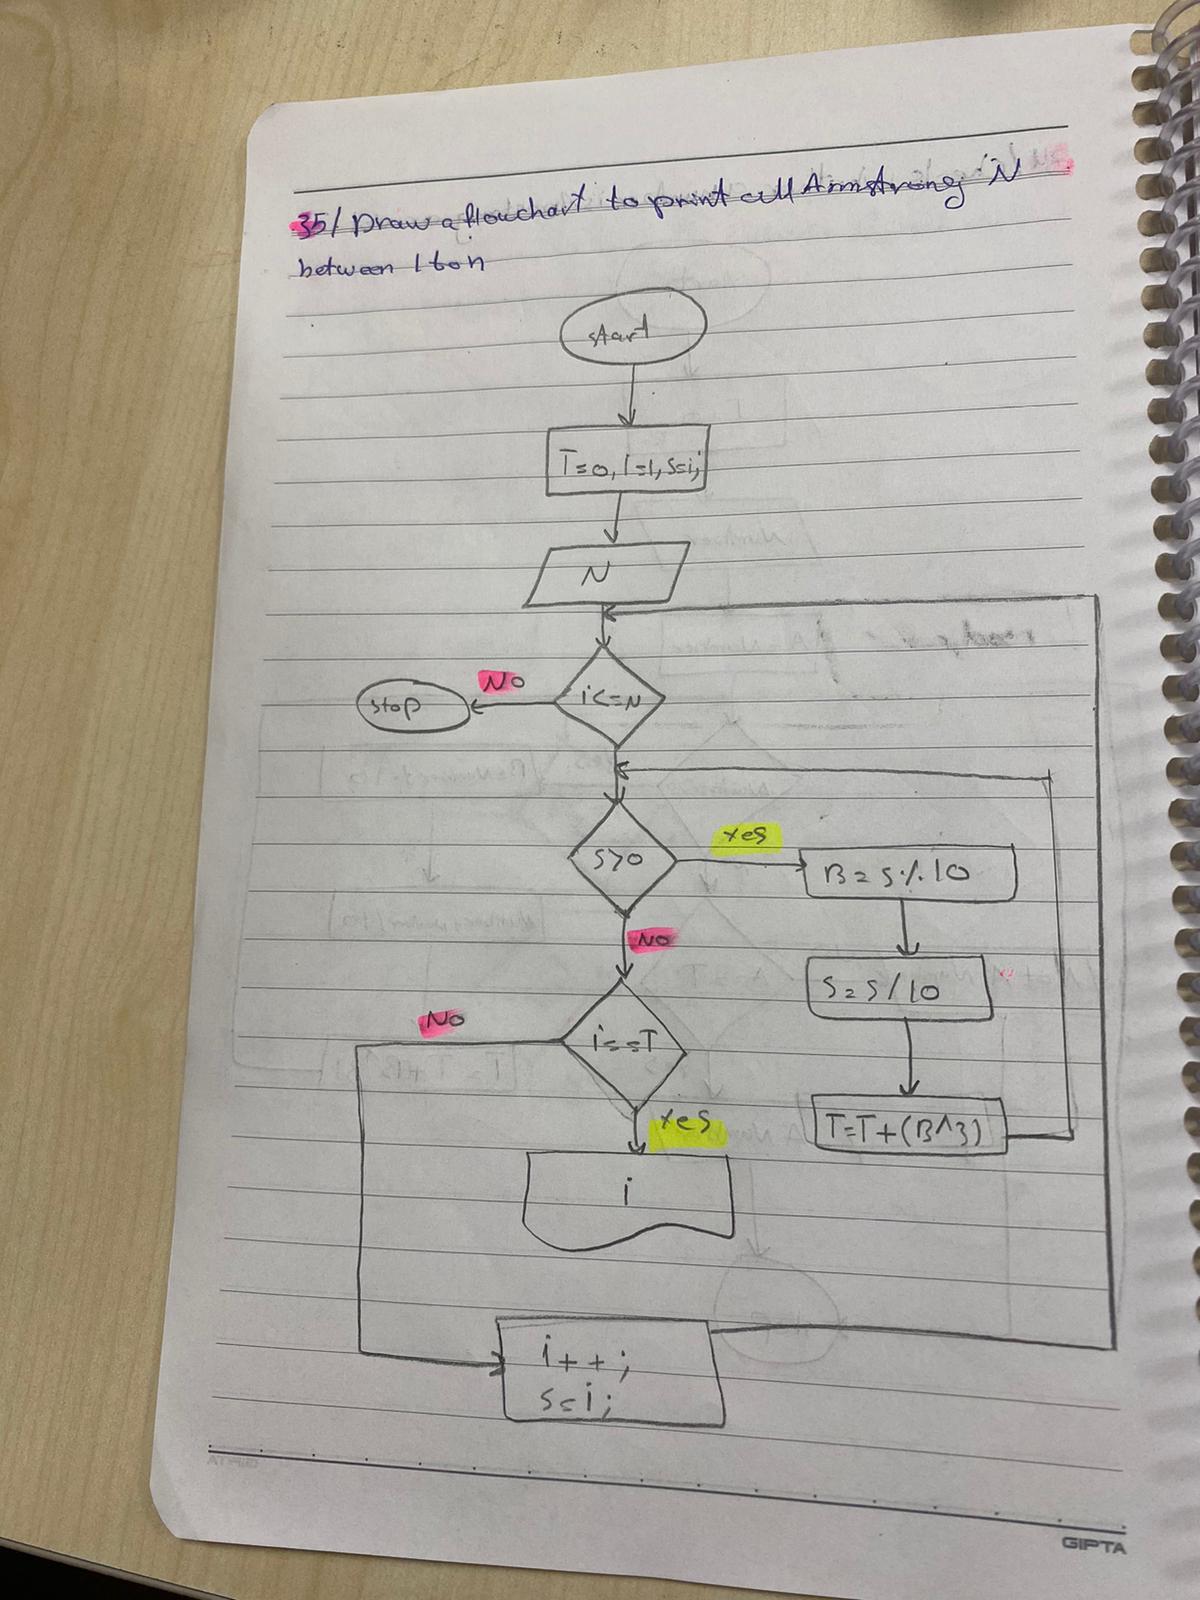 35/ Draw a flowchart to print all Armstrong N
between 1 to n
start
T=0, I=1, S=i;
N
i<=N
No
stop
S>0
Yes
B=S%10
No
S=S/10
i==T
No
T=T+(B^3)
Yes
i
i++;
S=i;
GIPTA